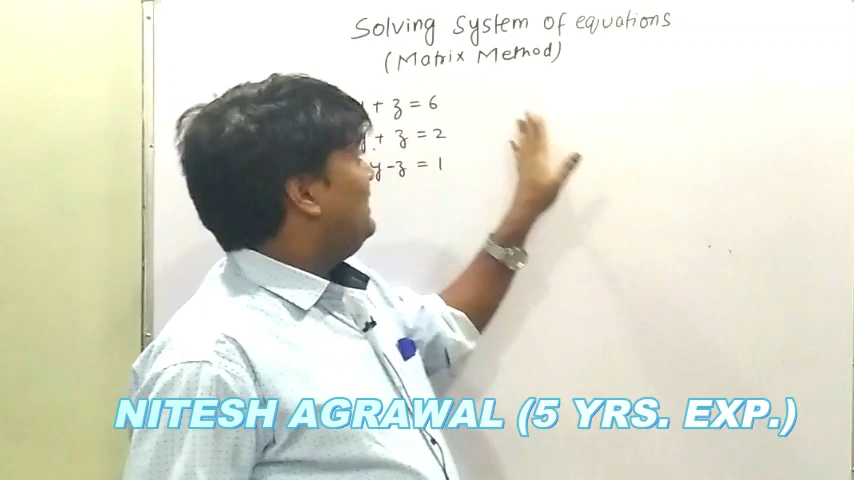 Solving System of equations
(Matrix Method)
+ z = 6
y + z = 2
y - z = 1
NITESH AGRAWAL (5 YRS. EXP.)